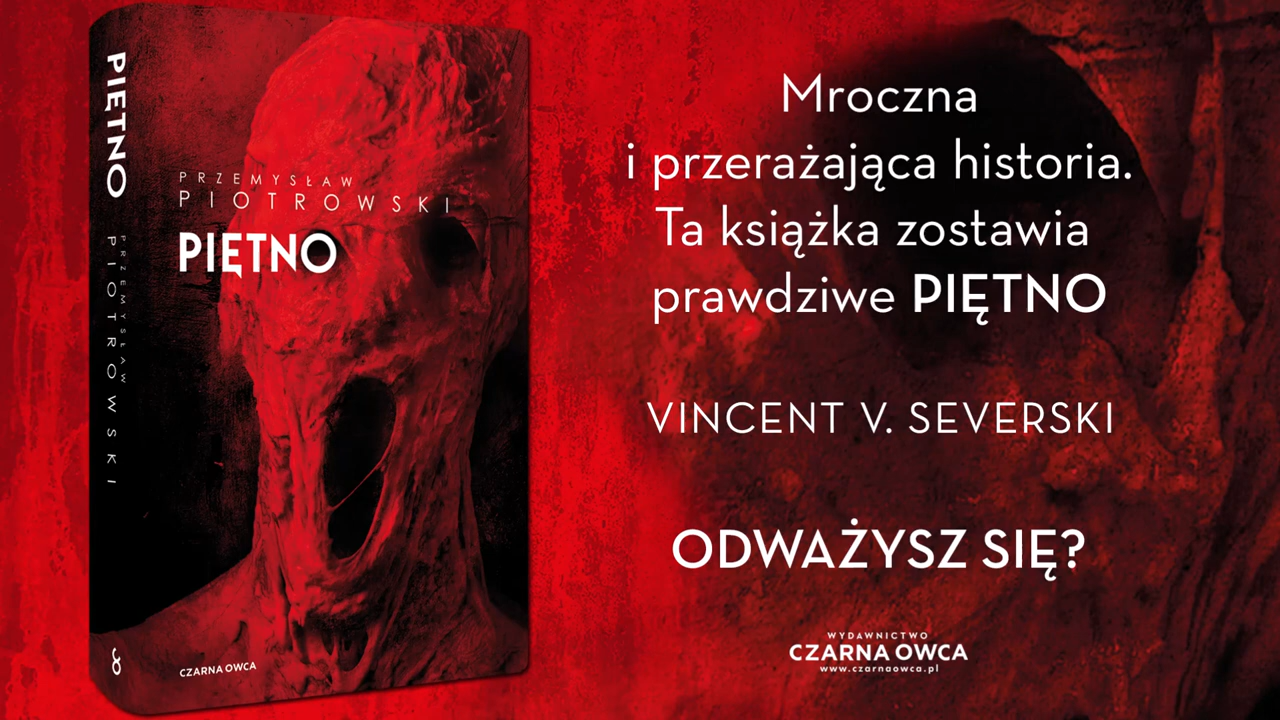 PIĘTNO
PRZEMYSŁAW
PIOTROWSKI
PRZEMYSŁAW
PIOTROWSKI
PIĘTNO
CZARNA OWCA
Mroczna
i przerażająca historia.
Ta książka zostawia
prawdziwe PIĘTNO
VINCENT V. SEVERSKI
ODWAŻYSZ SIĘ?
WYDAWNICTWO
CZARNA OWCA
www.czarnaowca.pl